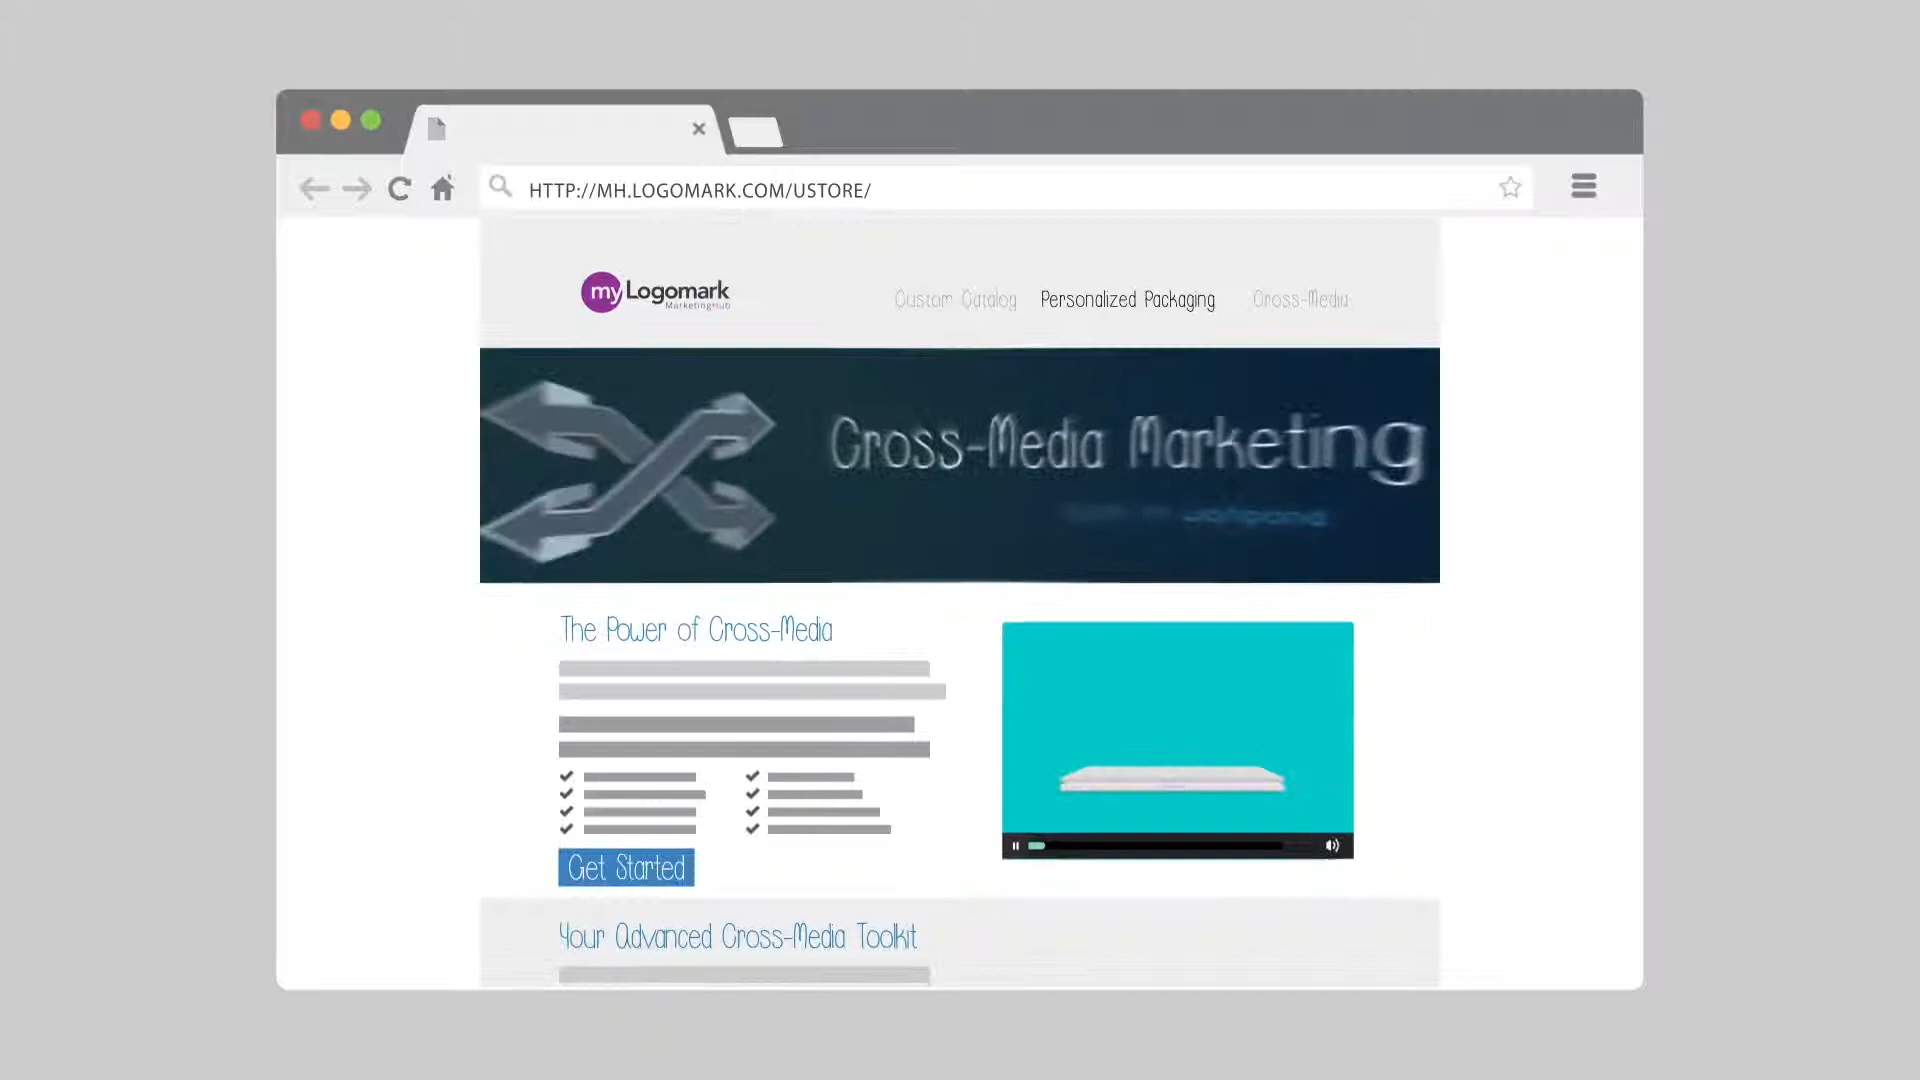 HTTP://MH.LOGOMARK.COM/USTORE/
my Logomark
MarketingHub
Custom Catalog Personalized Packaging Cross-Media
Cross-Media Marketing
The Power of Cross-Media
Get Started
Your Advanced Cross-Media Toolkit